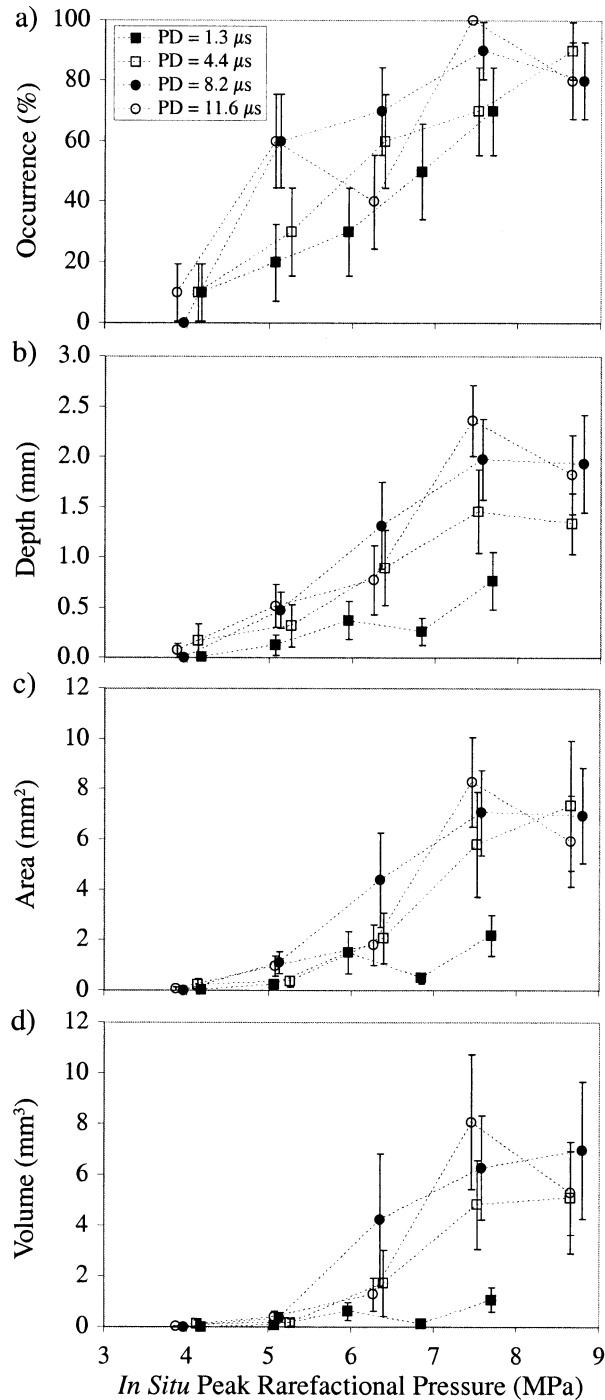 a)
100
80
60
40
20
0
Occurrence (%)
PD = 1.3 μs
PD = 4.4 μs
PD = 8.2 μs
PD = 11.6 μs
b)
3.0
2.5
2.0
1.5
1.0
0.5
0.0
Depth (mm)
c)
12
10
8
6
4
2
0
Area (mm²)
d)
12
10
8
6
4
2
0
Volume (mm³)
3 4 5 6 7 8 9
In Situ Peak Rarefactional Pressure (MPa)